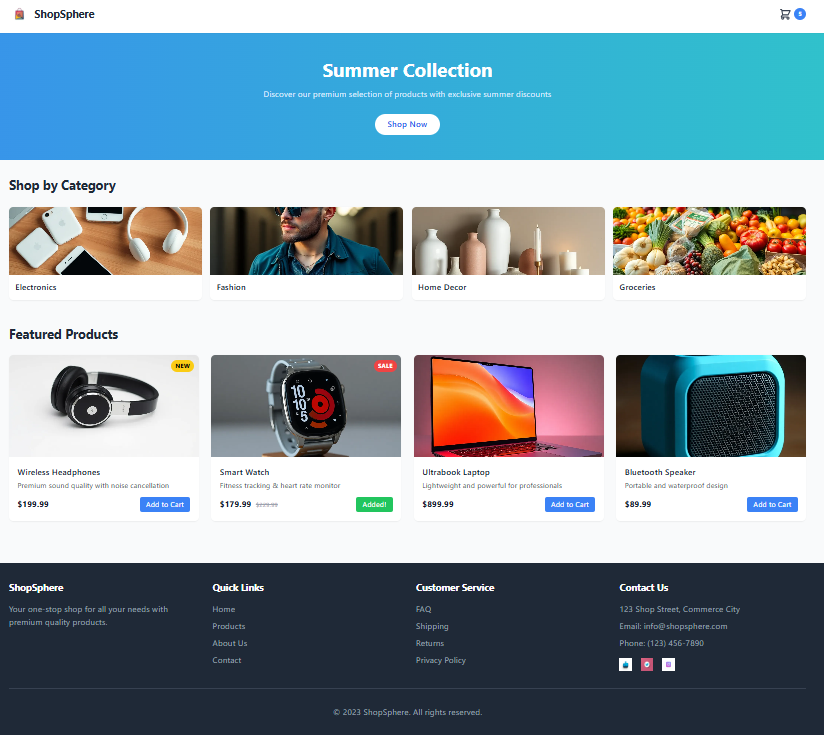 ShopSphere
Summer Collection
Discover our premium selection of products with exclusive summer discounts
Shop Now
Shop by Category
Electronics
Fashion
Home Decor
Groceries
Featured Products
NEW
SALE
10
10
5
Wireless Headphones
Premium sound quality with noise cancellation
$199.99
Add to Cart
Smart Watch
Fitness tracking & heart rate monitor
$179.99
Added!
Ultrabook Laptop
Lightweight and powerful for professionals
$899.99
Add to Cart
Bluetooth Speaker
Portable and waterproof design
$89.99
Add to Cart
ShopSphere
Your one-stop shop for all your needs with
premium quality products.
Quick Links
Home
Products
About Us
Contact
Customer Service
FAQ
Shipping
Returns
Privacy Policy
Contact Us
123 Shop Street, Commerce City
Email: info@shopsphere.com
Phone: (123) 456-7890
© 2023 ShopSphere. All rights reserved.